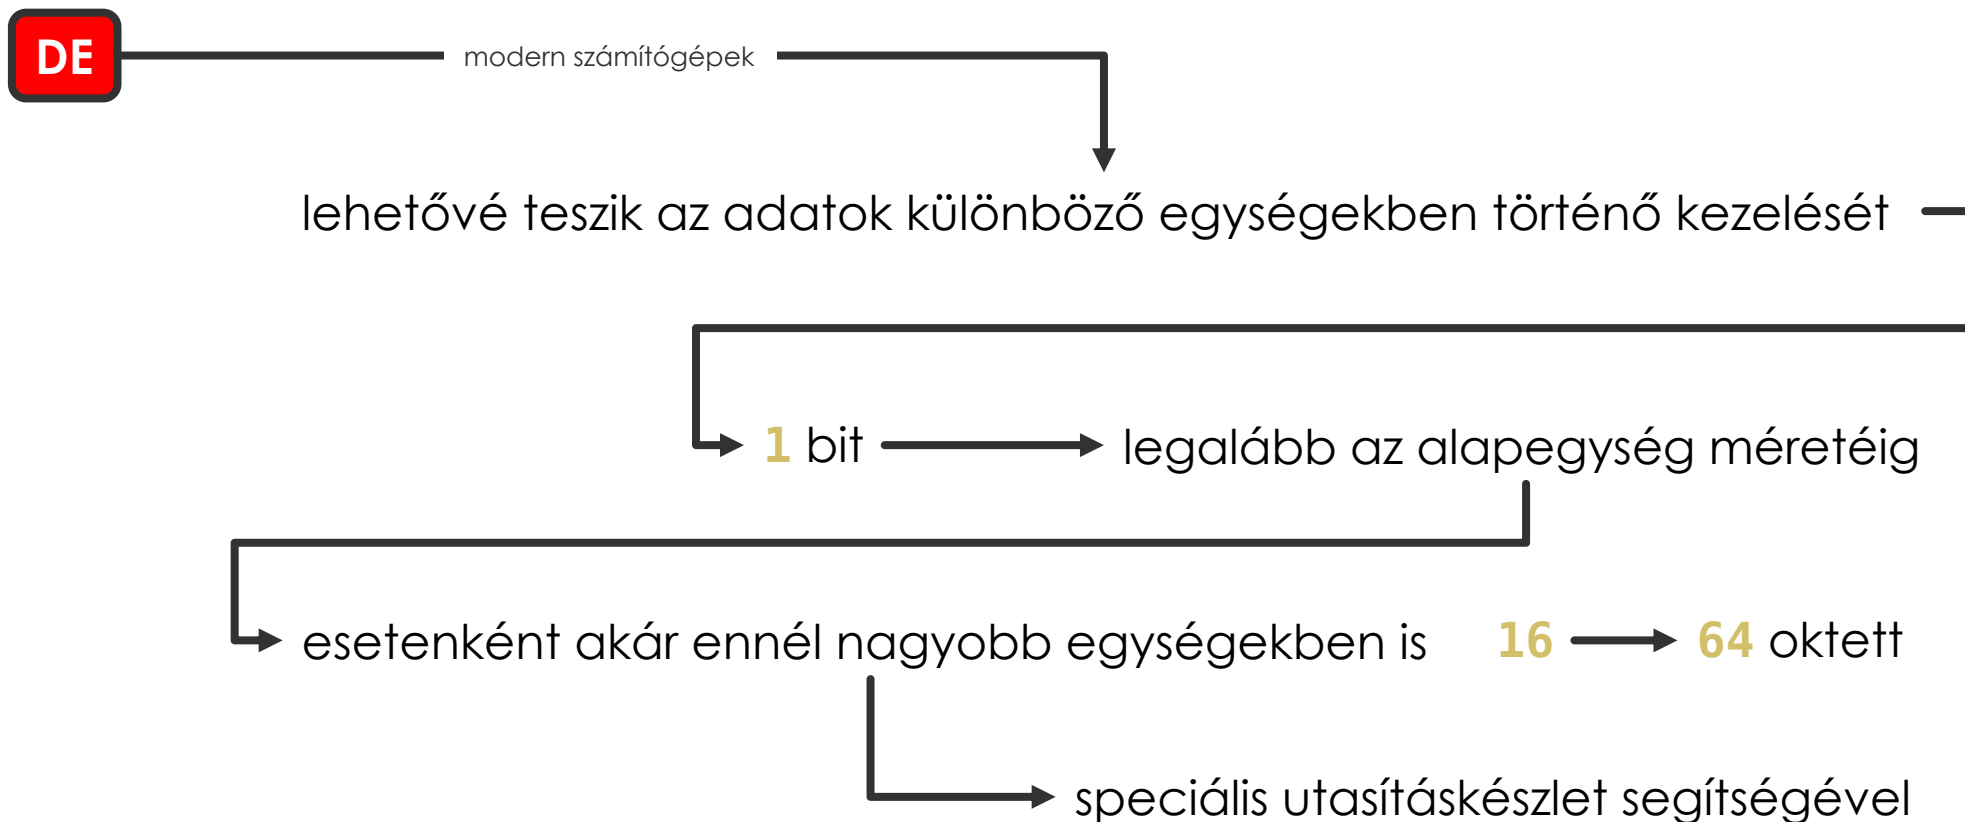 DE modern számítógépek
lehetővé teszik az adatok különböző egységekben történő kezelését
1 bit legalább az alapegység méretéig
esetenként akár ennél nagyobb egységekben is 16 64 oktett
speciális utasításkészlet segítségével